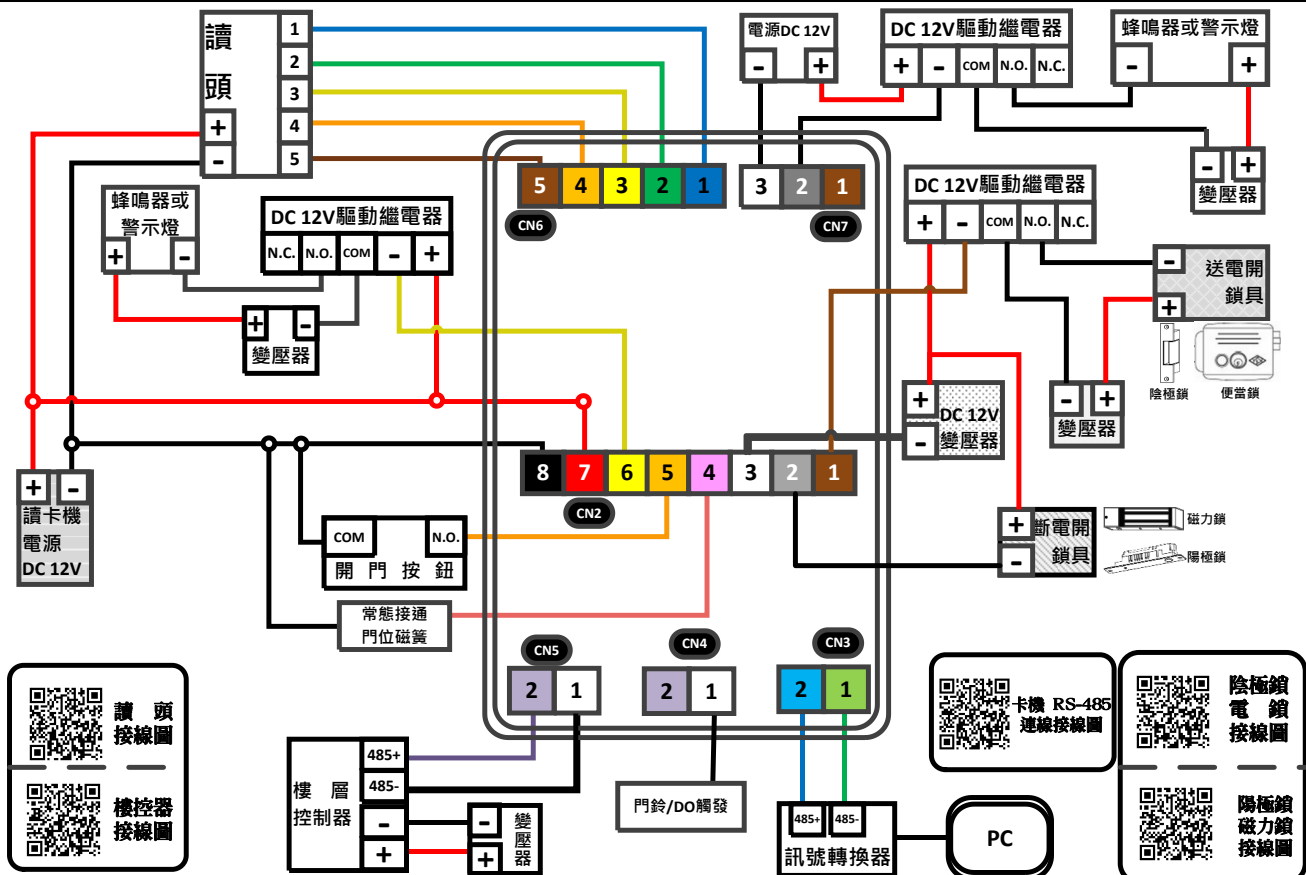 讀
頭
1
2
3
4
5
+
-
電源DC 12V
-
+
DC 12V驅動繼電器
+
-
COM
N.O.
N.C.
蜂鳴器或警示燈
-
+
-
+
變壓器
5
4
3
2
1
CN6
3
2
1
CN7
蜂鳴器或
警示燈
+
-
DC 12V驅動繼電器
N.C.
N.O.
COM
-
+
+
-
變壓器
DC 12V驅動繼電器
+
-
COM
N.O.
N.C.
-
送電開
鎖具
+
陰極鎖
便當鎖
-
+
變壓器
+
DC 12V
-
變壓器
8
7
6
5
4
3
2
1
CN2
+
-
讀卡機
電源
DC 12V
COM
N.O.
開門按鈕
常態接通
門位磁簧
+
斷電開
-
鎖具
磁力鎖
陽極鎖
CN5
2
1
CN4
2
1
CN3
2
1
讀頭
接線圖
樓控器
接線圖
樓層
控制器
485+
485-
-
+
-
+
變
壓
器
門鈴/DO觸發
485+
485-
訊號轉換器
PC
卡機 RS-485
連線接線圖
陰極鎖
電鎖
接線圖
陽極鎖
磁力鎖
接線圖